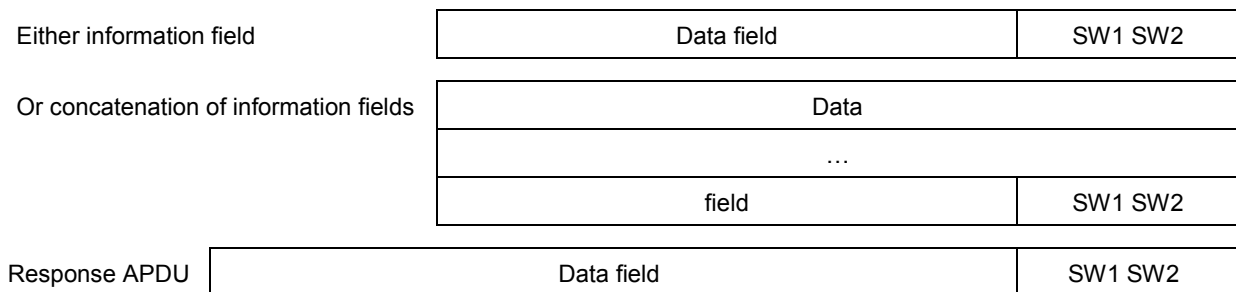 Either information field Data field SW1 SW2
Or concatenation of information fields Data
…
field SW1 SW2
Response APDU Data field SW1 SW2